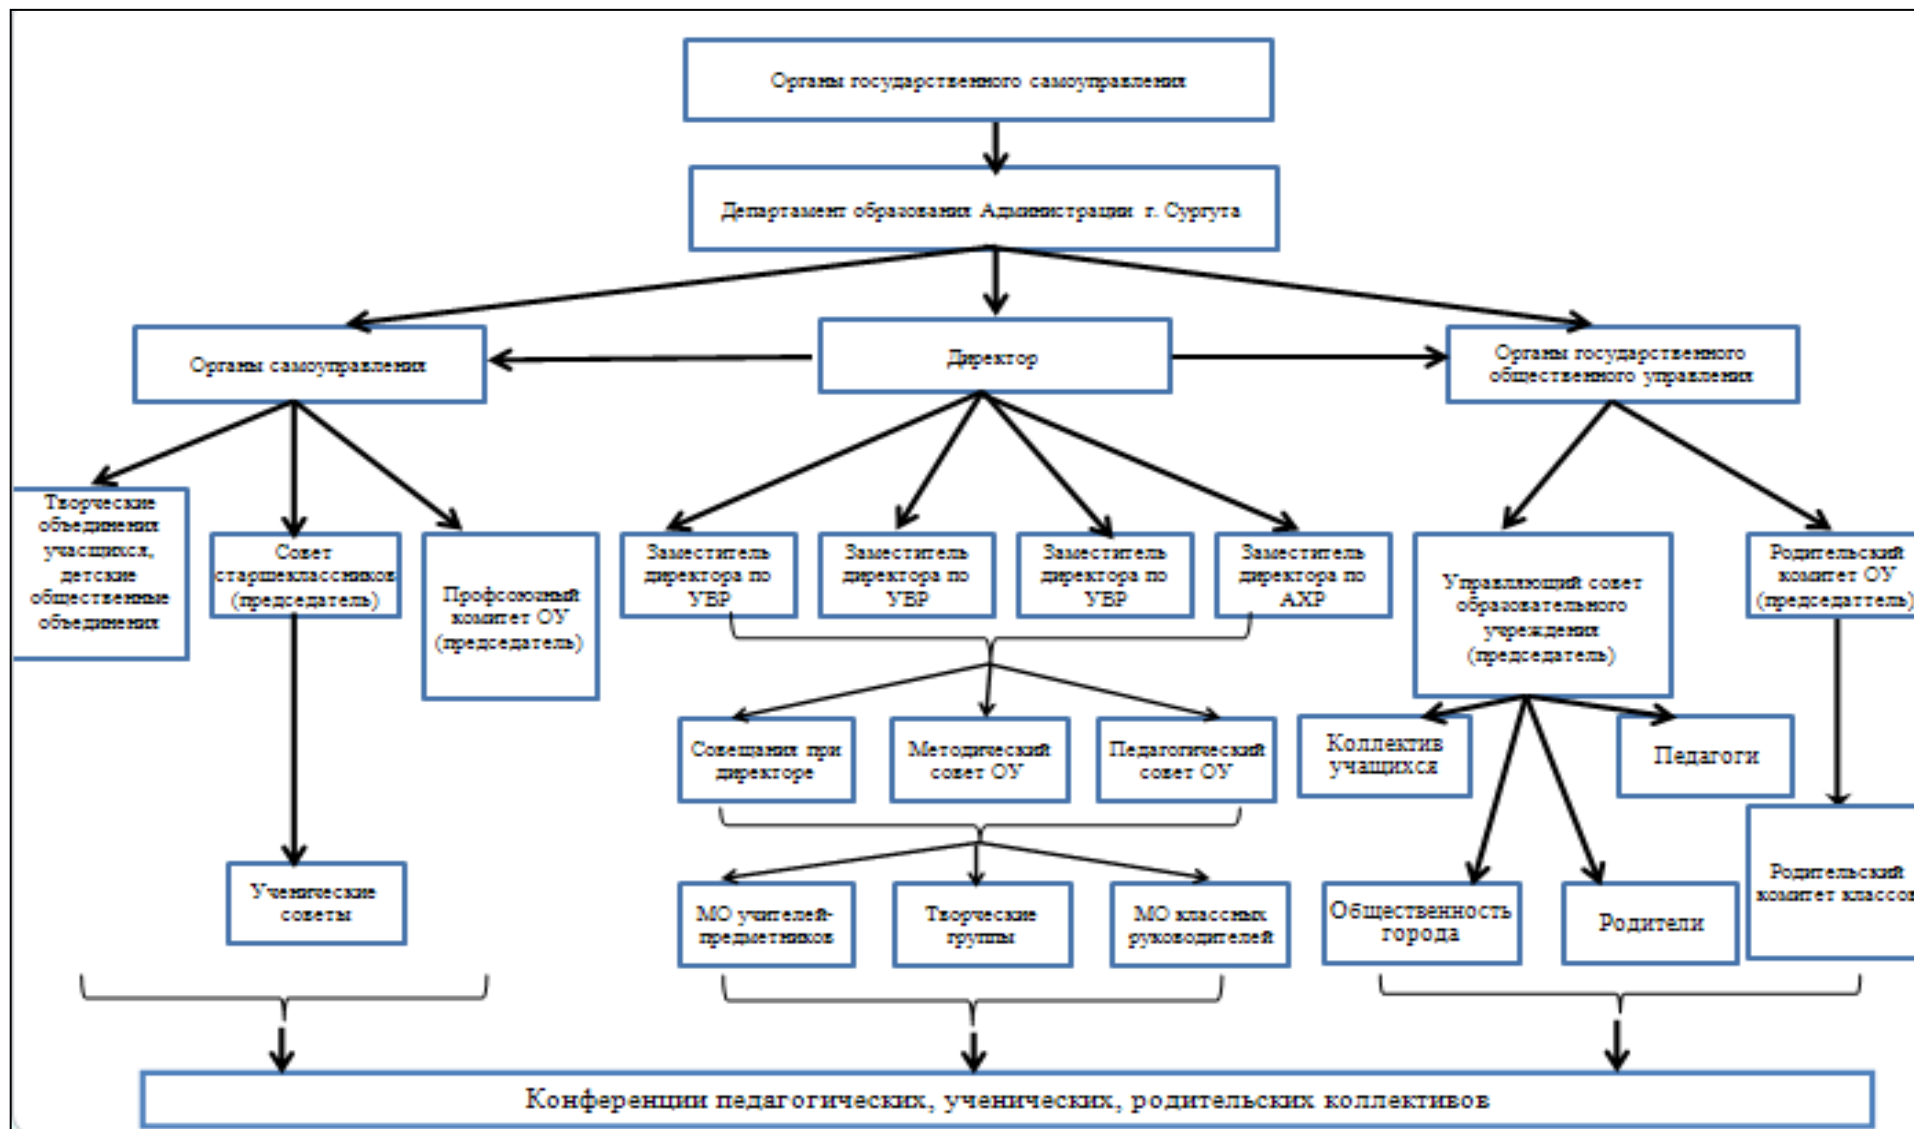 Органы государственного самоуправления
Департамент образования Администрации г. Сургута
Органы самоуправления
Директор
Органы государственного
общественного управления
Творческие
объединения
учасщихся,
детские
общественные
объединения
Совет
старшеклассников
(председатель)
Профсоюзный
комитет ОУ
(председатель)
Заместитель
директора по
УВР
Заместитель
директора по
УВР
Заместитель
директора по
УВР
Заместитель
директора по
АХР
Управляющий совет
образовательного
учреждения
(председатель)
Родительский
комитет ОУ
(председаттель)
Совещания при
директоре
Методический
совет ОУ
Педагогический
совет ОУ
Коллектив
учащихся
Педагоги
Ученические
советы
МО учителей-
предметников
Творческие
группы
МО классных
руководителей
Общественность
города
Родители
Родительский
комитет классов
Конференции педагогических, ученических, родительских коллективов